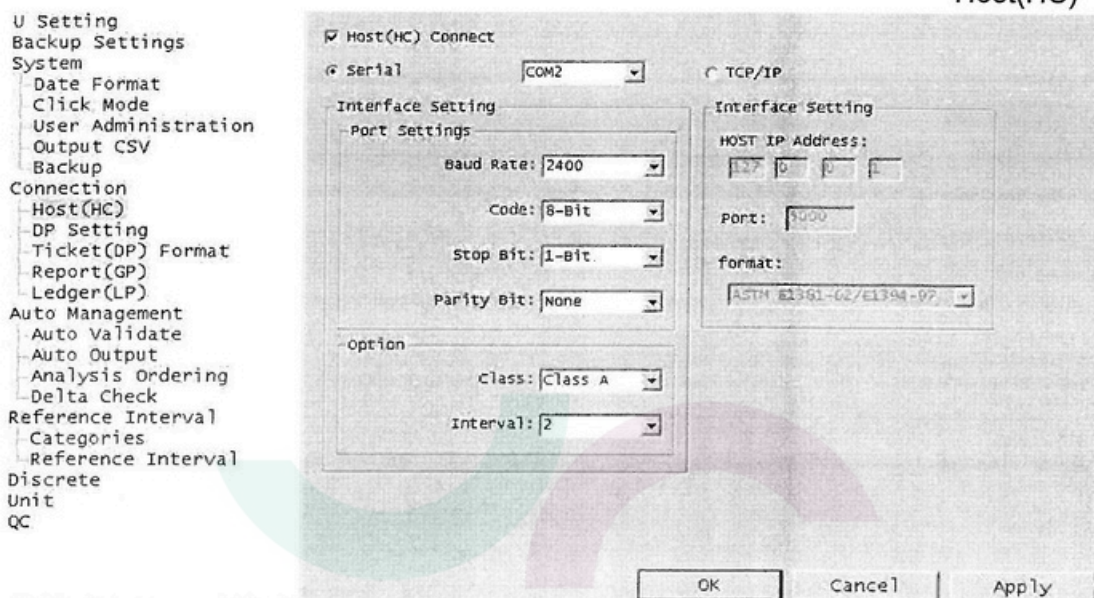 Host(HC)
U Setting
Backup Settings
System
Date Format
Click Mode
User Administration
Output CSV
Backup
Connection
Host(HC)
DP Setting
Ticket(DP) Format
Report(GP)
Ledger(LP)
Auto Management
Auto Validate
Auto Output
Analysis Ordering
Delta Check
Reference Interval
Categories
Reference Interval
Discrete
Unit
QC
Host(HC) Connect
Serial COM2
TCP/IP
Interface Setting
Port Settings
Baud Rate: 2400
Code: 8-Bit
Stop Bit: 1-Bit
Parity Bit: None
Option
Class: Class A
Interval: 2
Interface Setting
HOST IP Address:
127 0 0 1
Port: 5000
format:
ASTM E1381-02/E1394-97
OK Cancel Apply